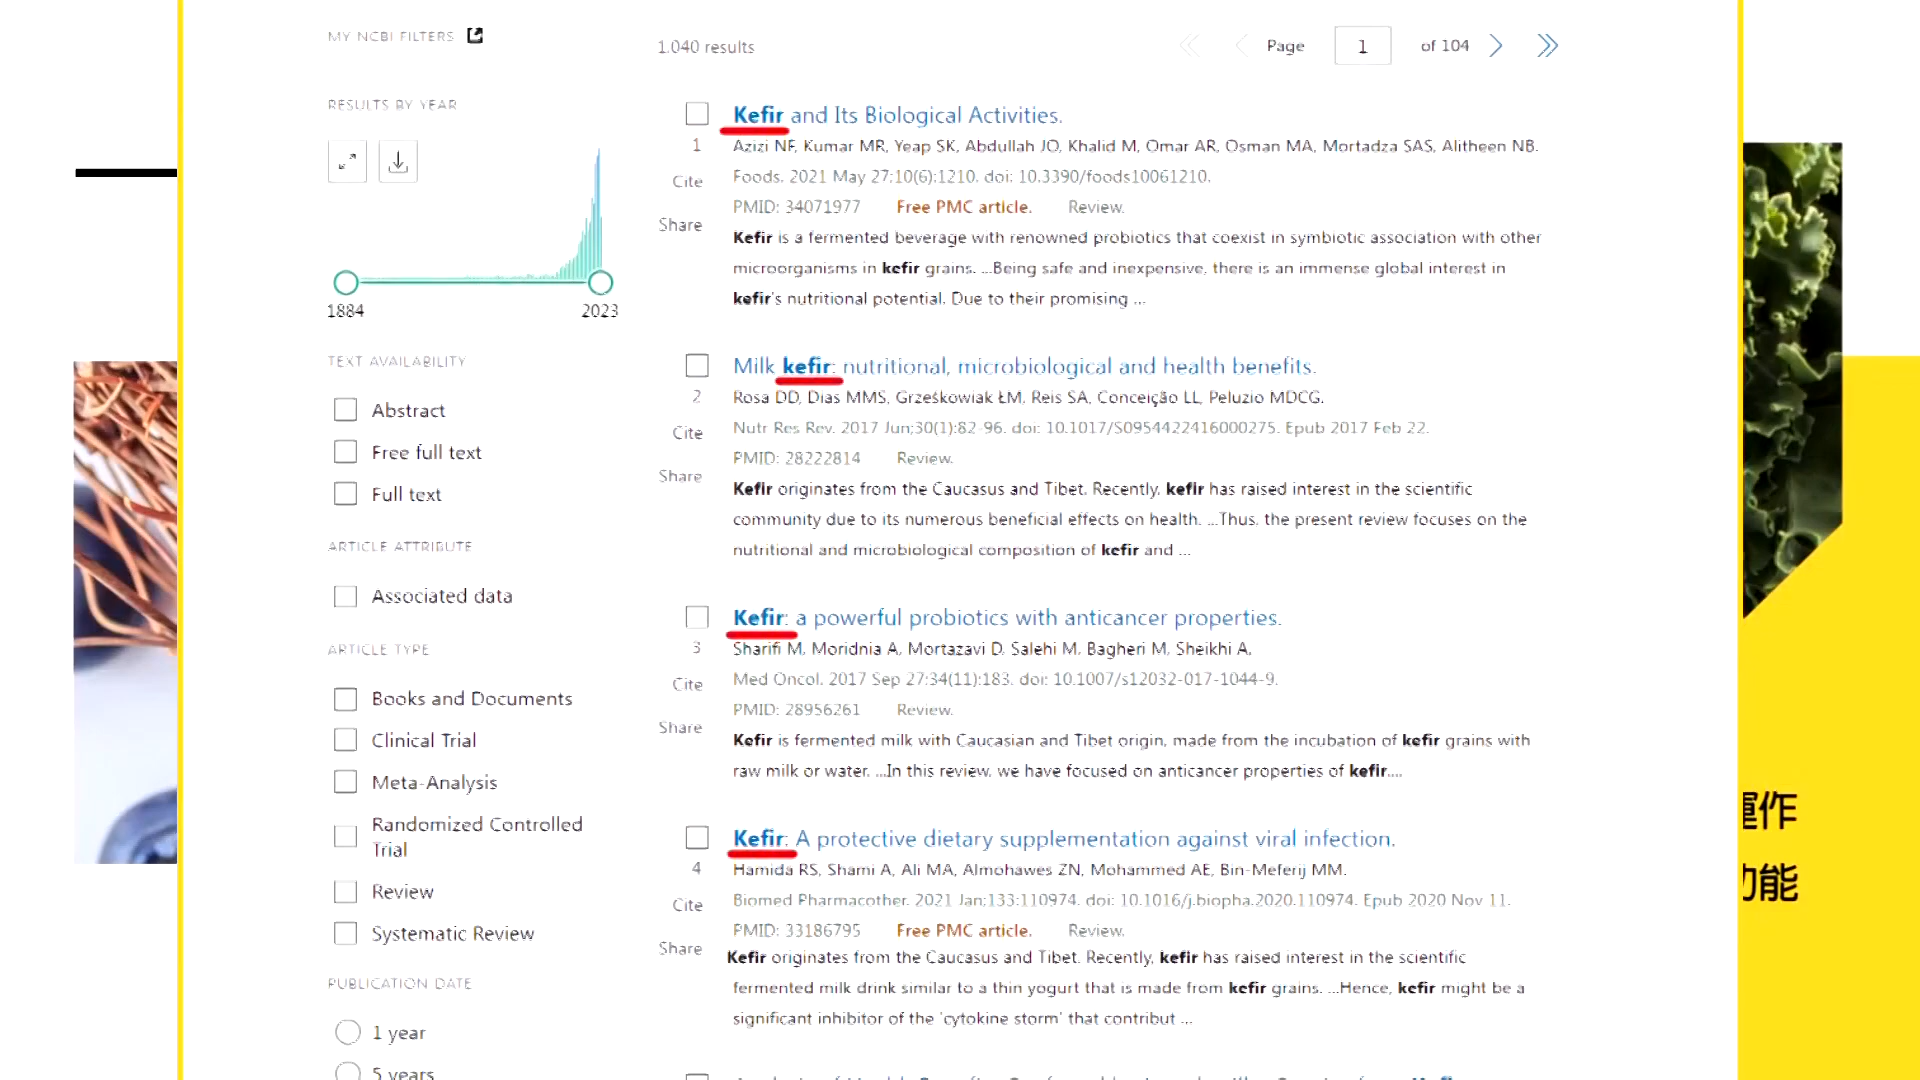 MY NCBI FILTERS
1,040 results
Page 1 of 104
RESULTS BY YEAR
1884
2023
TEXT AVAILABILITY
Abstract
Free full text
Full text
ARTICLE ATTRIBUTE
Associated data
ARTICLE TYPE
Books and Documents
Clinical Trial
Meta-Analysis
Randomized Controlled
Trial
Review
Systematic Review
PUBLICATION DATE
1 year
5 years
Kefir and Its Biological Activities.
1
Cite
Share
Azizi NF, Kumar MR, Yeap SK, Abdullah JO, Khalid M, Omar AR, Osman MA, Mortadza SAS, Alitheen NB.
Foods. 2021 May 27;10(6):1210. doi: 10.3390/foods10061210.
PMID: 34071977 Free PMC article. Review.
Kefir is a fermented beverage with renowned probiotics that coexist in symbiotic association with other
microorganisms in kefir grains. ...Being safe and inexpensive, there is an immense global interest in
kefir's nutritional potential. Due to their promising ...
Milk kefir: nutritional, microbiological and health benefits.
2
Cite
Share
Rosa DD, Dias MMS, Grześkowiak ŁM, Reis SA, Conceição LL, Peluzio MDCG.
Nutr Res Rev. 2017 Jun;30(1):82-96. doi: 10.1017/S0954422416000275. Epub 2017 Feb 22.
PMID: 28222814 Review.
Kefir originates from the Caucasus and Tibet. Recently, kefir has raised interest in the scientific
community due to its numerous beneficial effects on health. ...Thus, the present review focuses on the
nutritional and microbiological composition of kefir and ...
Kefir: a powerful probiotics with anticancer properties.
3
Cite
Share
Sharifi M, Moridnia A, Mortazavi D, Salehi M, Bagheri M, Sheikhi A.
Med Oncol. 2017 Sep 27;34(11):183. doi: 10.1007/s12032-017-1044-9.
PMID: 28956261 Review.
Kefir is fermented milk with Caucasian and Tibet origin, made from the incubation of kefir grains with
raw milk or water. ...In this review, we have focused on anticancer properties of kefir....
Kefir: A protective dietary supplementation against viral infection.
4
Cite
Share
Hamida RS, Shami A, Ali MA, Almohawes ZN, Mohammed AE, Bin-Meferij MM.
Biomed Pharmacother. 2021 Jan;133:110974. doi: 10.1016/j.biopha.2020.110974. Epub 2020 Nov 11.
PMID: 33186795 Free PMC article. Review.
Kefir originates from the Caucasus and Tibet. Recently, kefir has raised interest in the scientific
fermented milk drink similar to a thin yogurt that is made from kefir grains. ...Hence, kefir might be a
significant inhibitor of the 'cytokine storm' that contribut ...
運作
功能